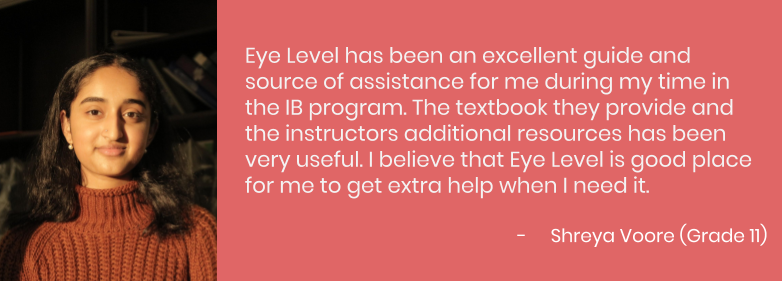 Eye Level has been an excellent guide and
source of assistance for me during my time in
the IB program. The textbook they provide and
the instructors additional resources has been
very useful. I believe that Eye Level is good place
for me to get extra help when I need it.
- Shreya Voore (Grade 11)